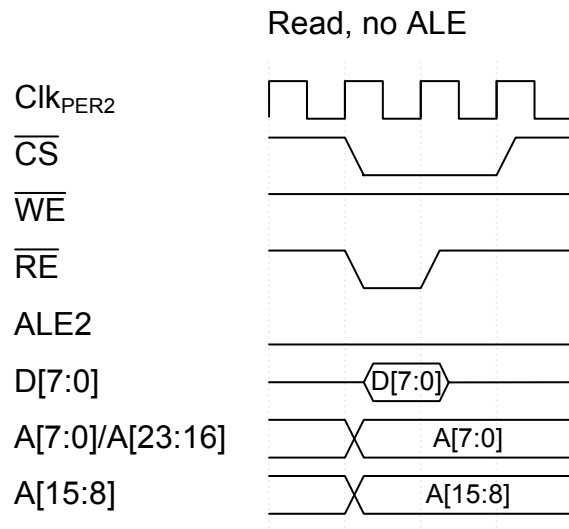 Read, no ALE
ClkPER2
CS
WE
RE
ALE2
D[7:0] D[7:0]
A[7:0]/A[23:16] A[7:0]
A[15:8] A[15:8]